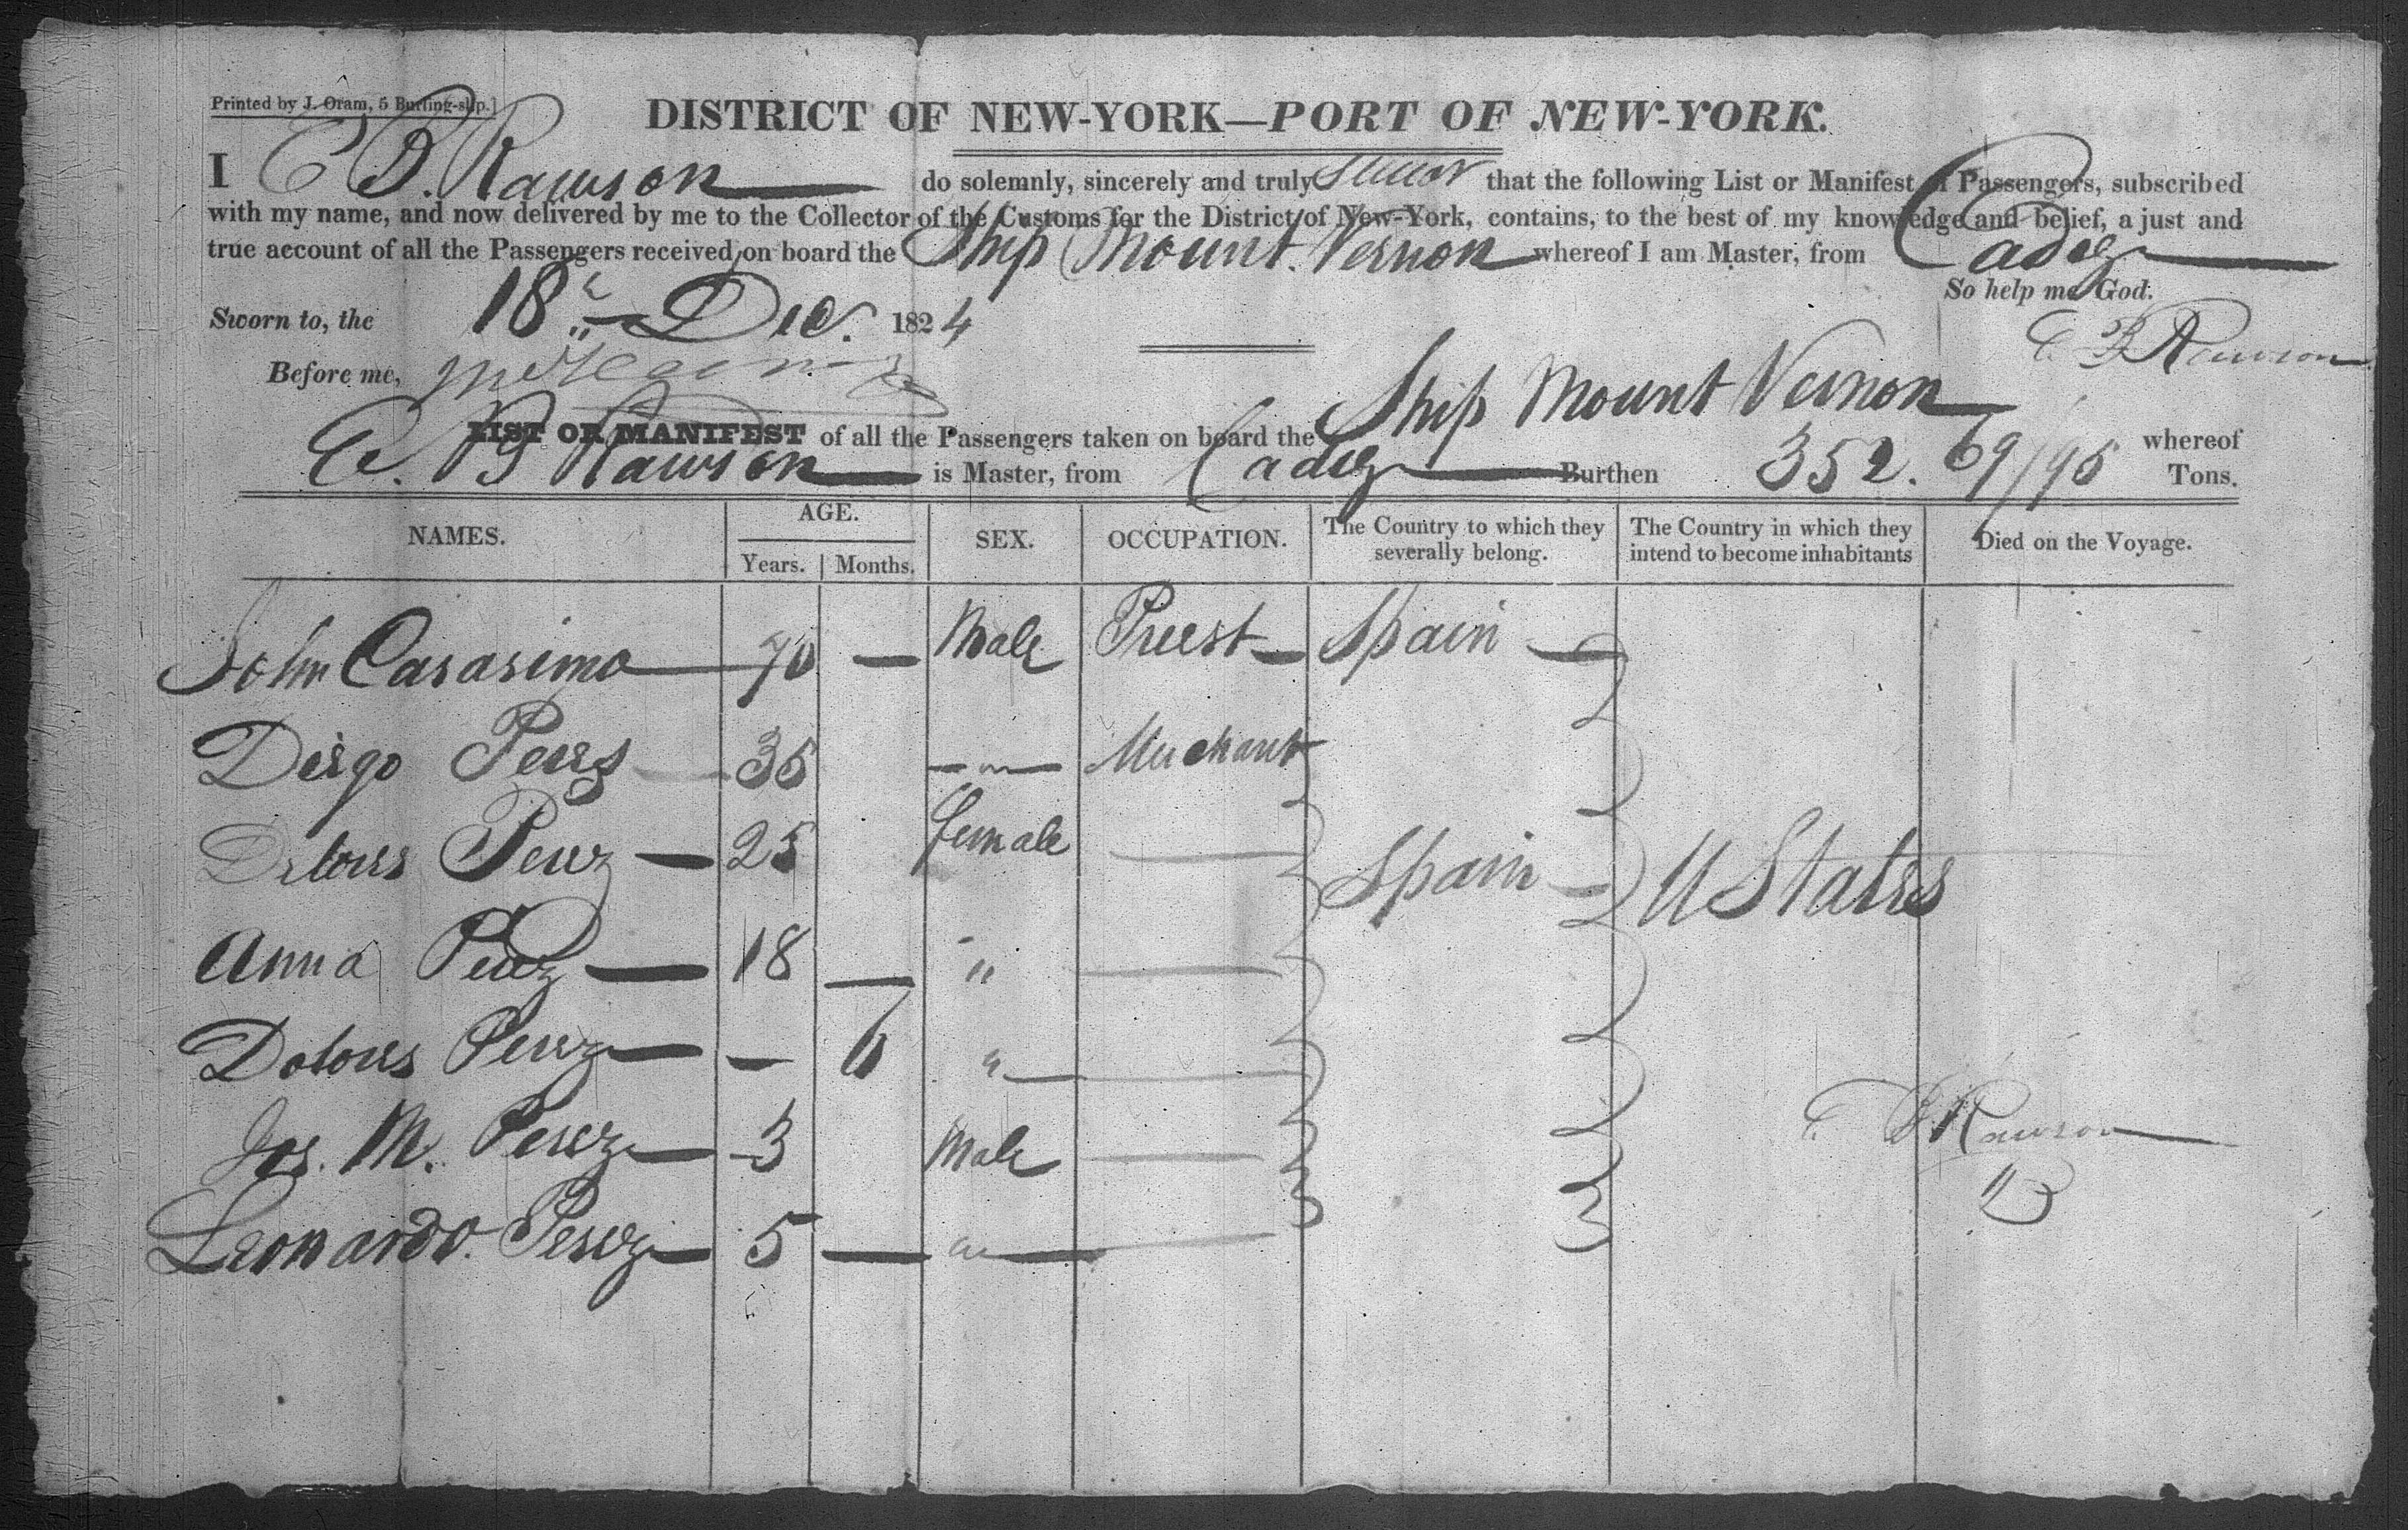 Printed by J. Oram, 5 Burling-slip.]
DISTRICT OF NEW-YORK—PORT OF NEW-YORK.
I C B. Rawson do solemnly, sincerely and truly swear that the following List or Manifest of Passengers, subscribed
with my name, and now delivered by me to the Collector of the Customs for the District of New-York, contains, to the best of my knowledge and belief, a just and
true account of all the Passengers received on board the Ship Mount Vernon whereof I am Master, from Cadiz
So help me God.
Sworn to, the 18th Dec. 1824
C B Rawson
Before me,
LIST OR MANIFEST of all the Passengers taken on board the Ship Mount Vernon whereof
C. B Rawson is Master, from Cadiz Burthen 352. 69/95 Tons.
NAMES. AGE. Years. Months. SEX. OCCUPATION. The Country to which they severally belong. The Country in which they intend to become inhabitants Died on the Voyage.
John Casasimo 70 — Male Priest Spain
Diego Peres 35 — " — Merchant
Delores Perez 25 female — Spain U States
Anna Perez 18 — " —
Dolores Perez — 6 " —
Jos. M. Perez 3 Male —
Leonardo Perez 5 — " —
C B Rawson